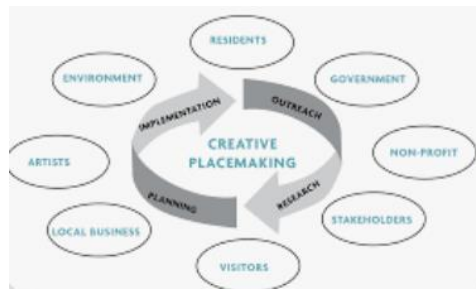 RESIDENTS
ENVIRONMENT
GOVERNMENT
IMPLEMENTATION
OUTREACH
CREATIVE
PLACEMAKING
ARTISTS
NON-PROFIT
PLANNING
RESEARCH
LOCAL BUSINESS
STAKEHOLDERS
VISITORS